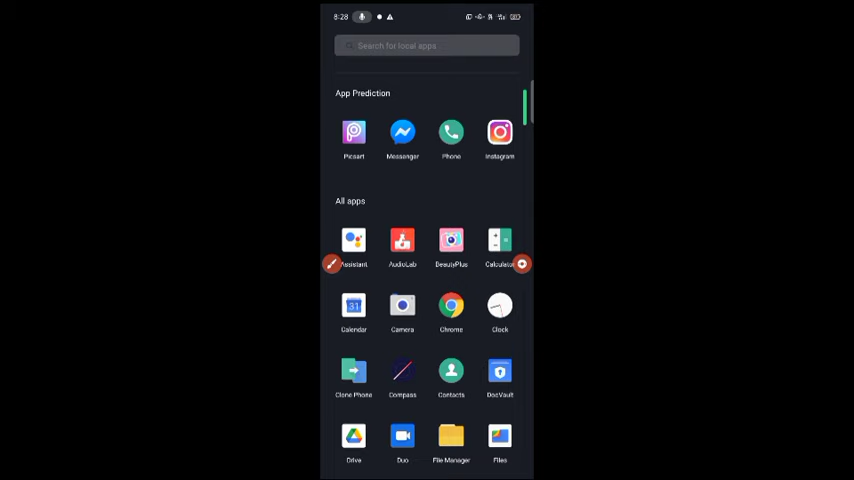 8:28
Search for local apps
App Prediction
Picsart Messenger Phone Instagram
All apps
Assistant AudioLab BeautyPlus Calculator
31
Calendar Camera Chrome Clock
Clone Phone Compass Contacts DocVault
Drive Duo File Manager Files